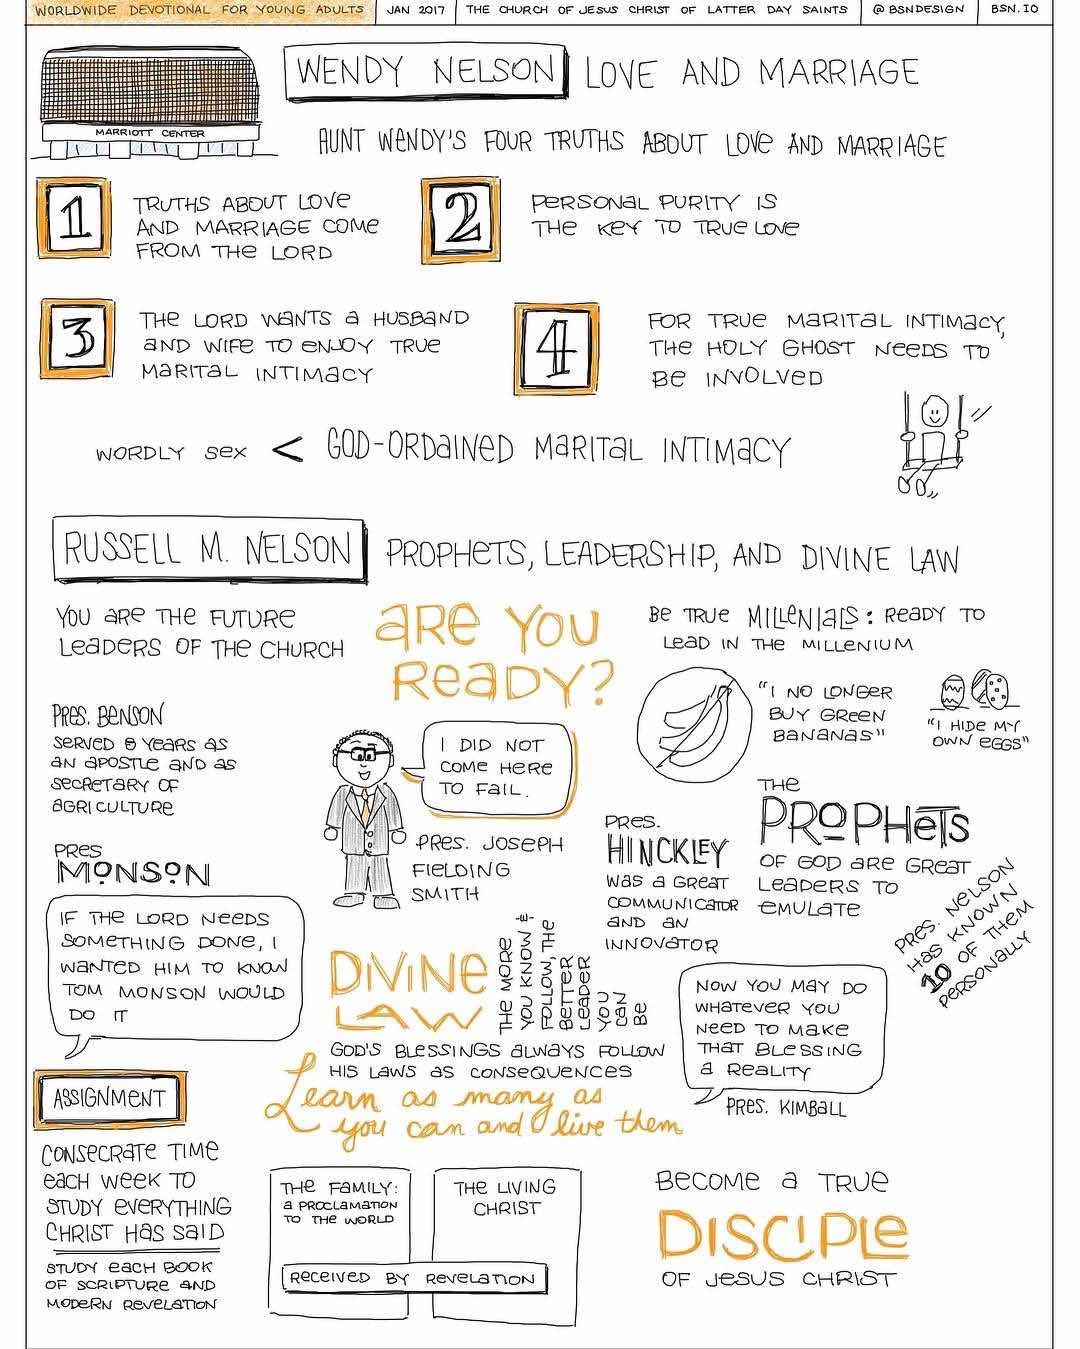 WORLDWIDE DEVOTIONAL FOR YOUNG ADULTS
JAN 2017
THE CHURCH OF JESUS CHRIST OF LATTER DAY SAINTS
@BSNDESIGN
BSN.IO
MARRIOTT CENTER
WENDY NELSON
LOVE AND MARRIAGE
AUNT WENDY'S FOUR TRUTHS ABOUT LOVE AND MARRIAGE
1
TRUTHS ABOUT LOVE
AND MARRIAGE COME
FROM THE LORD
2
PERSONAL PURITY IS
THE KEY TO TRUE LOVE
3
THE LORD WANTS A HUSBAND
AND WIFE TO ENJOY TRUE
MARITAL INTIMACY
4
FOR TRUE MARITAL INTIMACY,
THE HOLY GHOST NEEDS TO
BE INVOLVED
WORDLY SEX < GOD-ORDAINED MARITAL INTIMACY
RUSSELL M. NELSON
PROPHETS, LEADERSHIP, AND DIVINE LAW
YOU ARE THE FUTURE
LEADERS OF THE CHURCH
ARE YOU
READY?
BE TRUE MILLENIALS: READY TO
LEAD IN THE MILLENIUM
"I NO LONGER
BUY GREEN
BANANAS"
"I HIDE MY
OWN EGGS"
PRES. BENSON
SERVED 8 YEARS AS
AN APOSTLE AND AS
SECRETARY OF
AGRICULTURE
I DID NOT
COME HERE
TO FAIL.
PRES. JOSEPH
FIELDING
SMITH
PRES.
HINCKLEY
WAS A GREAT
COMMUNICATOR
AND AN
INNOVATOR
THE
PROPHETS
OF GOD ARE GREAT
LEADERS TO
EMULATE
PRES. NELSON
HAS KNOWN
10 OF THEM
PERSONALLY
PRES
MONSON
IF THE LORD NEEDS
SOMETHING DONE, I
WANTED HIM TO KNOW
TOM MONSON WOULD
DO IT
DIVINE
LAW
THE MORE
YOU KNOW &
FOLLOW, THE
BETTER
LEADER
YOU
CAN
BE
GOD'S BLESSINGS ALWAYS FOLLOW
HIS LAWS AS CONSEQUENCES
Learn as many as
you can and live them
NOW YOU MAY DO
WHATEVER YOU
NEED TO MAKE
THAT BLESSING
A REALITY
PRES. KIMBALL
ASSIGNMENT
CONSECRATE TIME
EACH WEEK TO
STUDY EVERYTHING
CHRIST HAS SAID
STUDY EACH BOOK
OF SCRIPTURE AND
MODERN REVELATION
THE FAMILY:
A PROCLAMATION
TO THE WORLD
THE LIVING
CHRIST
RECEIVED BY REVELATION
BECOME A TRUE
DISCIPLE
OF JESUS CHRIST